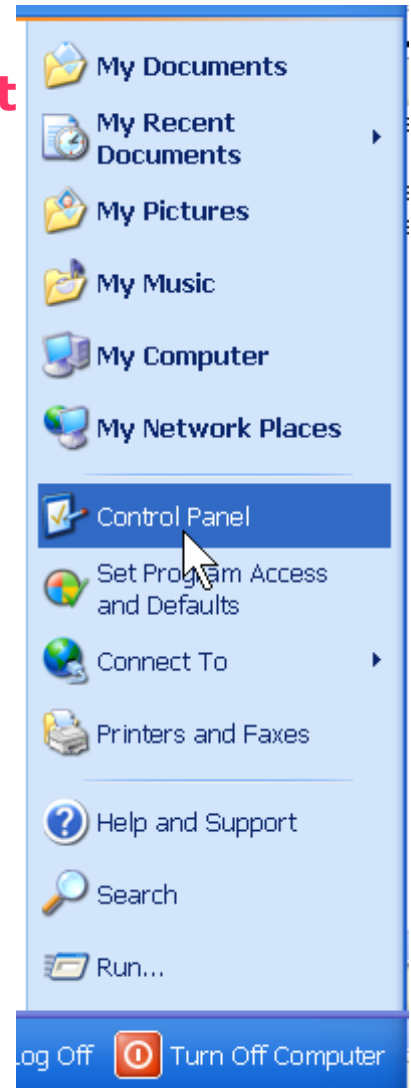 t
My Documents
My Recent
Documents
My Pictures
My Music
My Computer
My Network Places
Control Panel
Set Program Access
and Defaults
Connect To
Printers and Faxes
Help and Support
Search
Run...
Log Off
Turn Off Computer